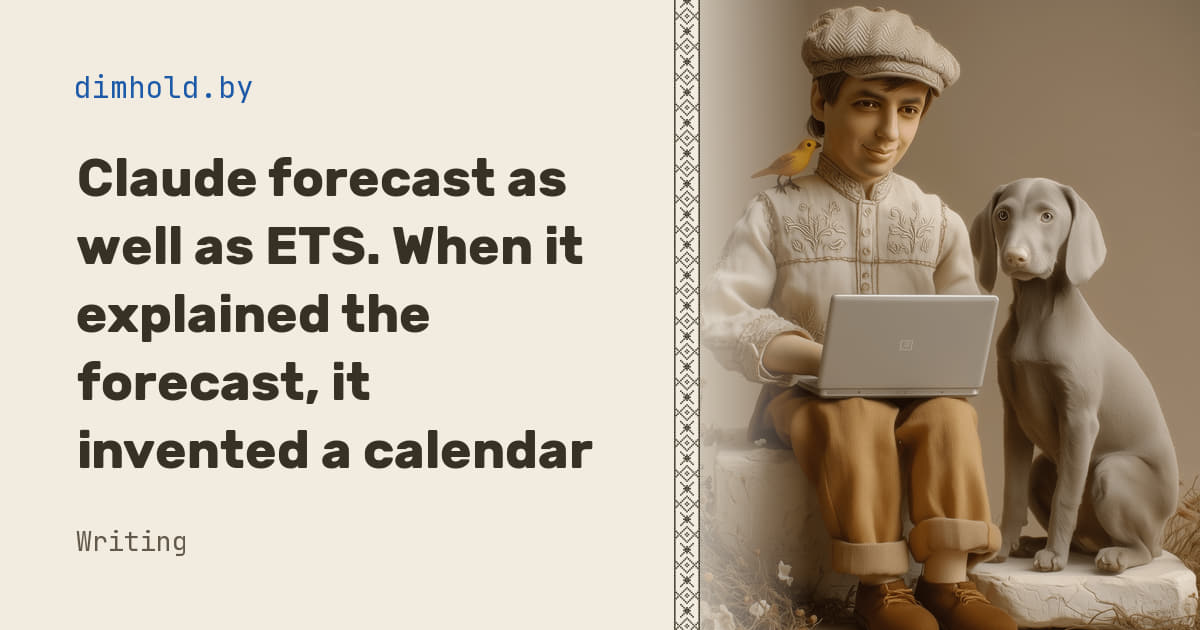 dimhold.by
Claude forecast as
well as ETS. When it
explained the
forecast, it
invented a calendar
Writing